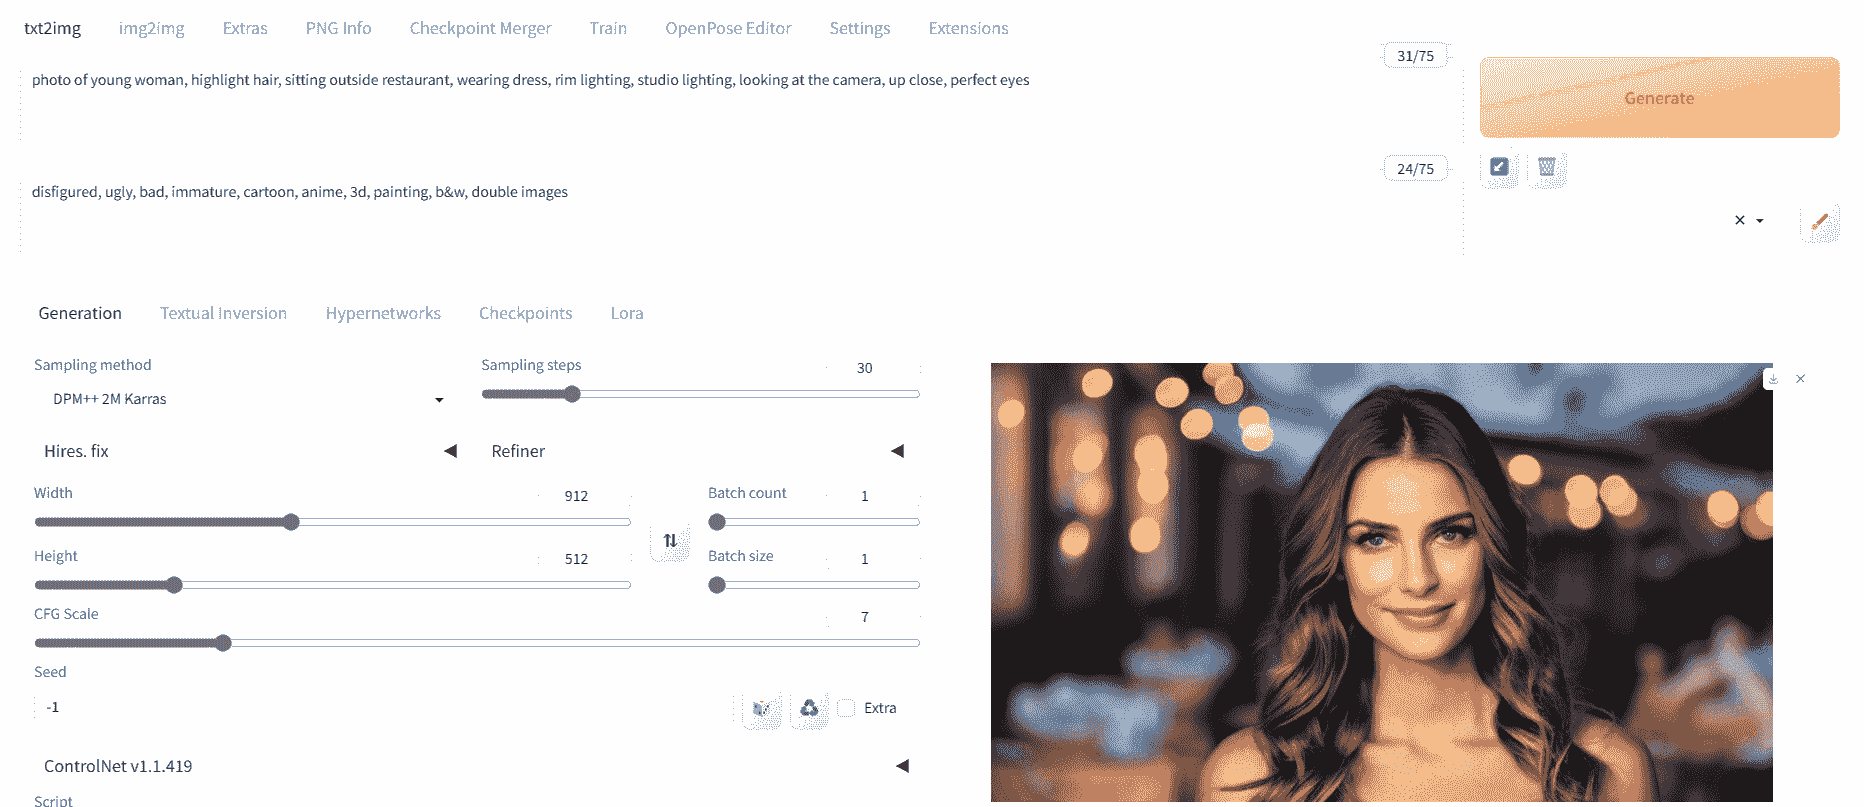 txt2img img2img Extras PNG Info Checkpoint Merger Train OpenPose Editor Settings Extensions
31/75
photo of young woman, highlight hair, sitting outside restaurant, wearing dress, rim lighting, studio lighting, looking at the camera, up close, perfect eyes
Generate
24/75
disfigured, ugly, bad, immature, cartoon, anime, 3d, painting, b&w, double images
Generation Textual Inversion Hypernetworks Checkpoints Lora
Sampling method Sampling steps 30
DPM++ 2M Karras
Hires. fix Refiner
Width 912 Batch count 1
Height 512 Batch size 1
CFG Scale 7
Seed
-1 Extra
ControlNet v1.1.419
Script